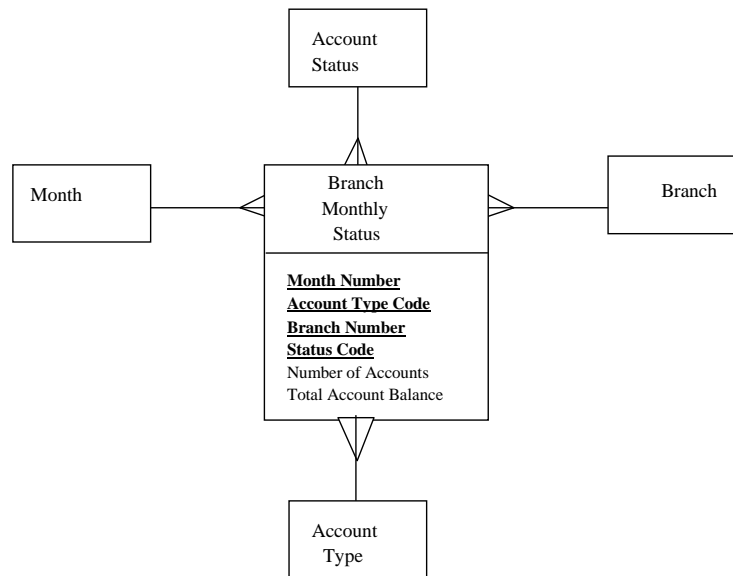 Account
Status
Month
Branch
Monthly
Status
Branch
Month Number
Account Type Code
Branch Number
Status Code
Number of Accounts
Total Account Balance
Account
Type